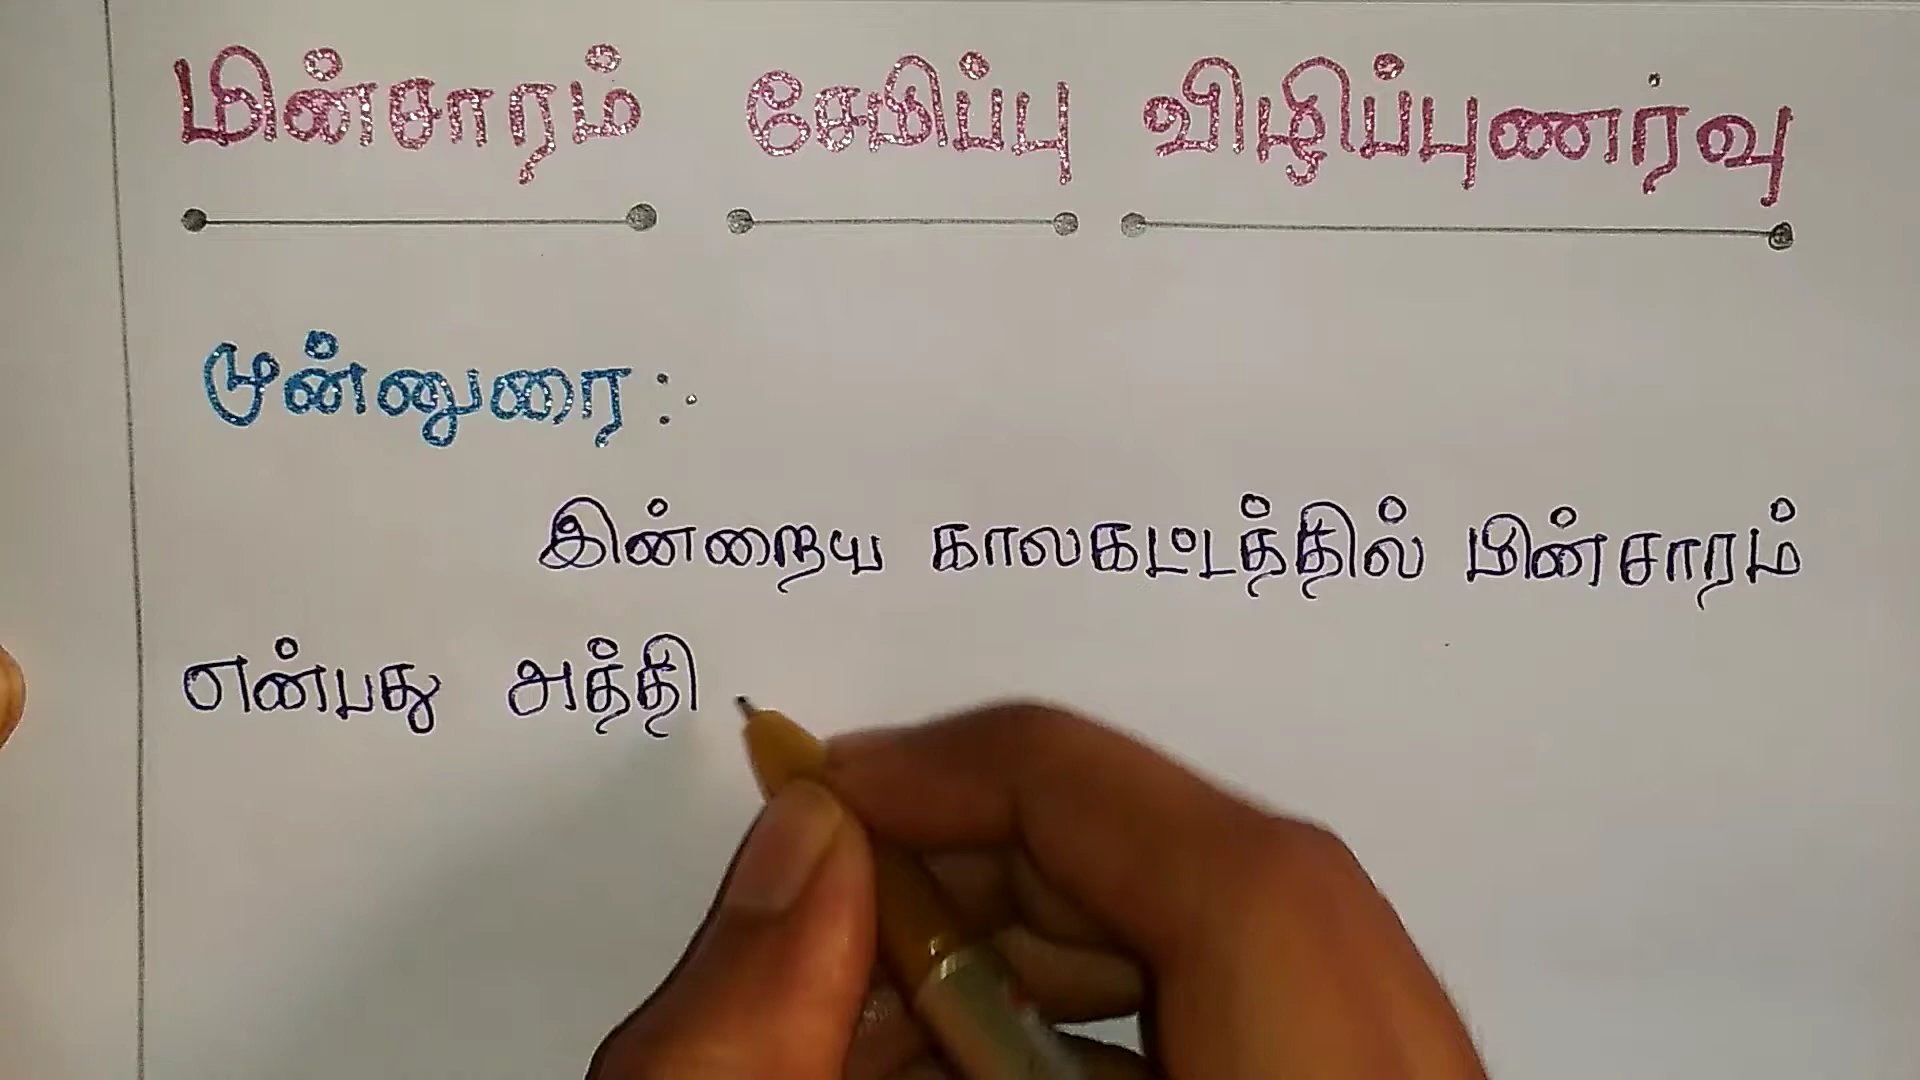 மின்சாரம் சேமிப்பு விழிப்புணர்வு
முன்னுரை:-
இன்றைய காலகட்டத்தில் மின்சாரம்
என்பது அத்தி